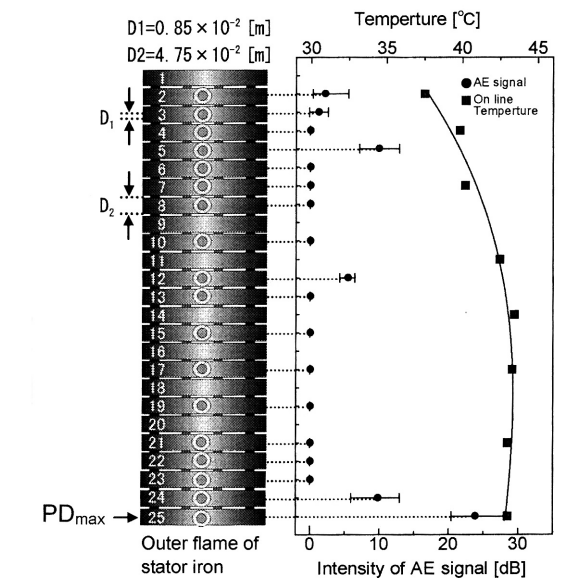 D1=0.85×10⁻² [m]
D2=4.75×10⁻² [m]
Temperture [°C]
30 35 40 45
AE signal
On line
Temperture
D₁
D₂
1
2
3
4
5
6
7
8
9
10
11
12
13
14
15
16
17
18
19
20
21
22
23
24
25
PDmax
0 10 20 30
Outer flame of
stator iron
Intensity of AE signal [dB]